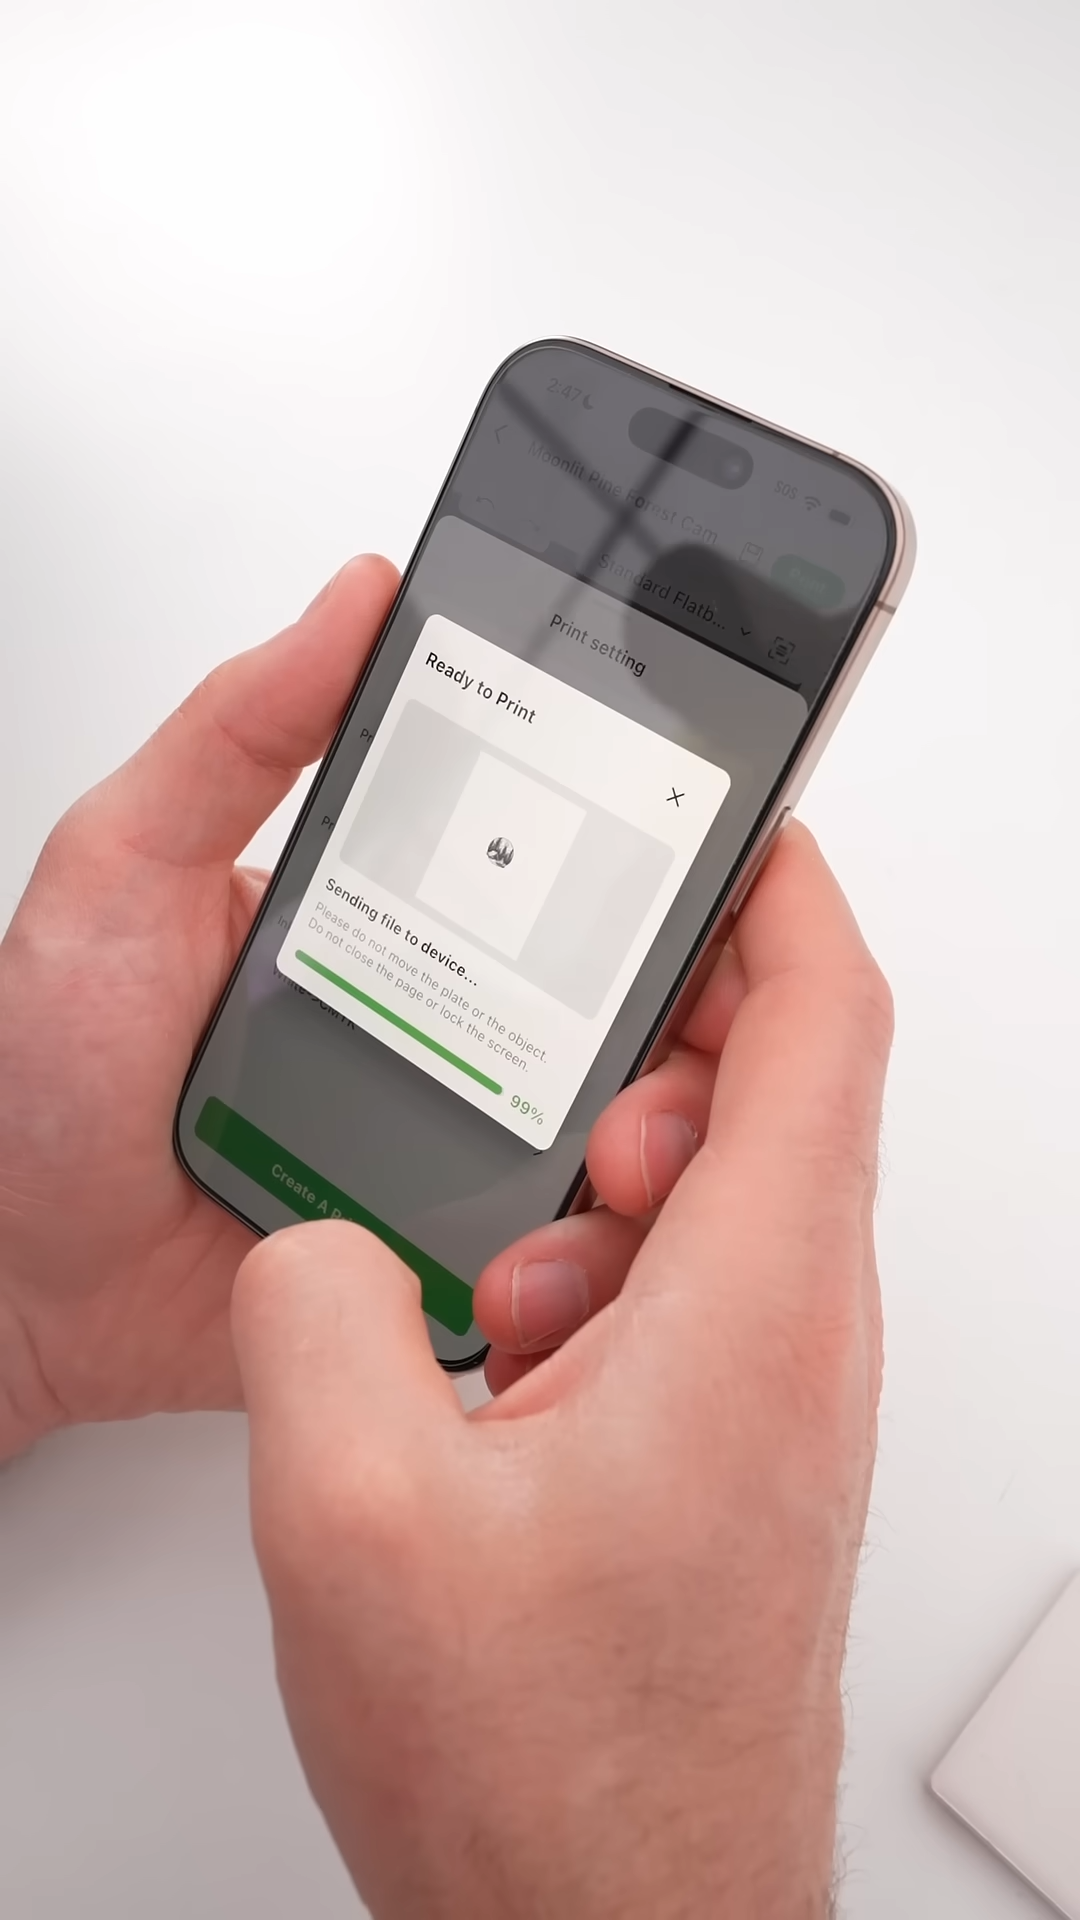 2:47
SOS
Moonlit Pine Forest Cam
Print
Standard Flatb...
Print setting
Ready to Print
Sending file to device...
Please do not move the plate or the object.
Do not close the page or lock the screen.
99%
Create A